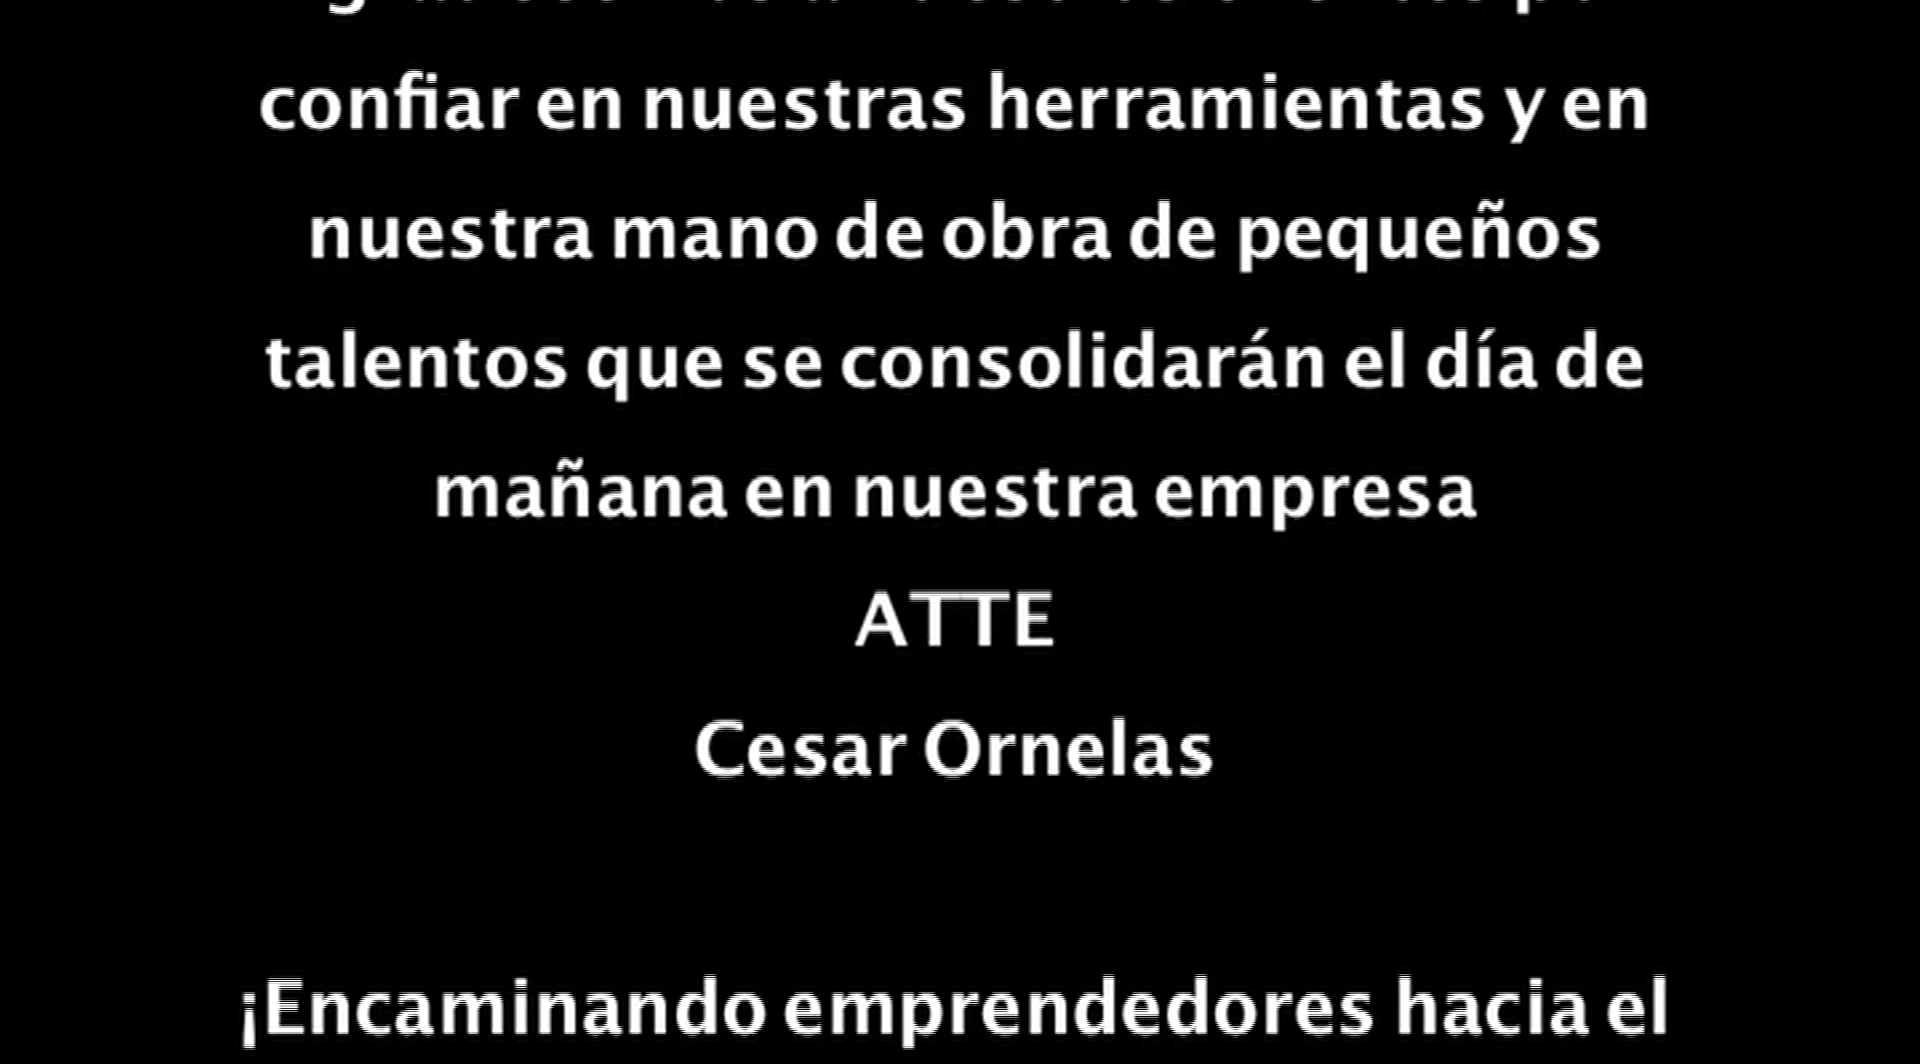 confiar en nuestras herramientas y en
nuestra mano de obra de pequeños
talentos que se consolidarán el día de
mañana en nuestra empresa
ATTE
Cesar Ornelas
¡Encaminando emprendedores hacia el